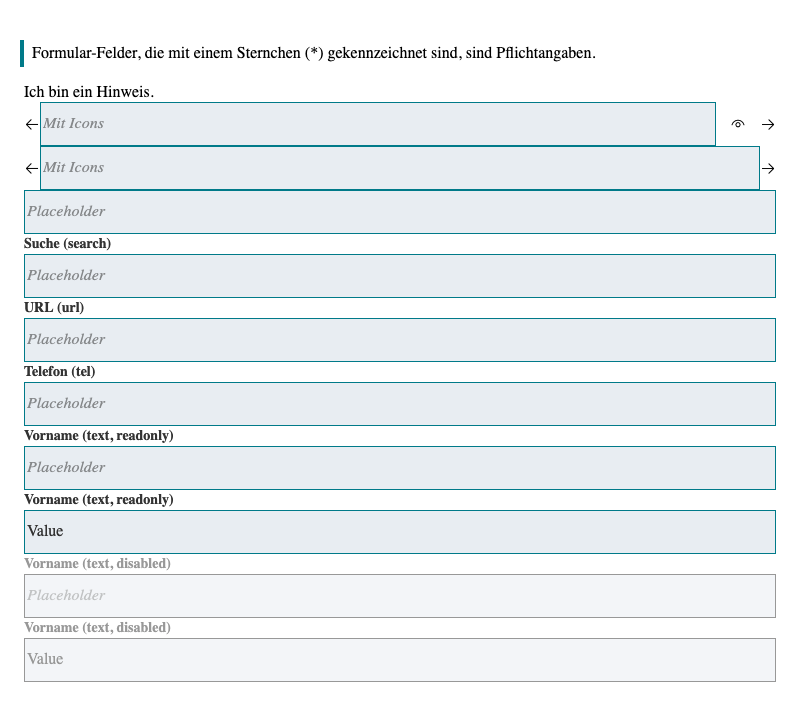 Formular-Felder, die mit einem Sternchen (*) gekennzeichnet sind, sind Pflichtangaben.
Ich bin ein Hinweis.
Mit Icons
Mit Icons
Placeholder
Suche (search)
Placeholder
URL (url)
Placeholder
Telefon (tel)
Placeholder
Vorname (text, readonly)
Placeholder
Vorname (text, readonly)
Value
Vorname (text, disabled)
Placeholder
Vorname (text, disabled)
Value